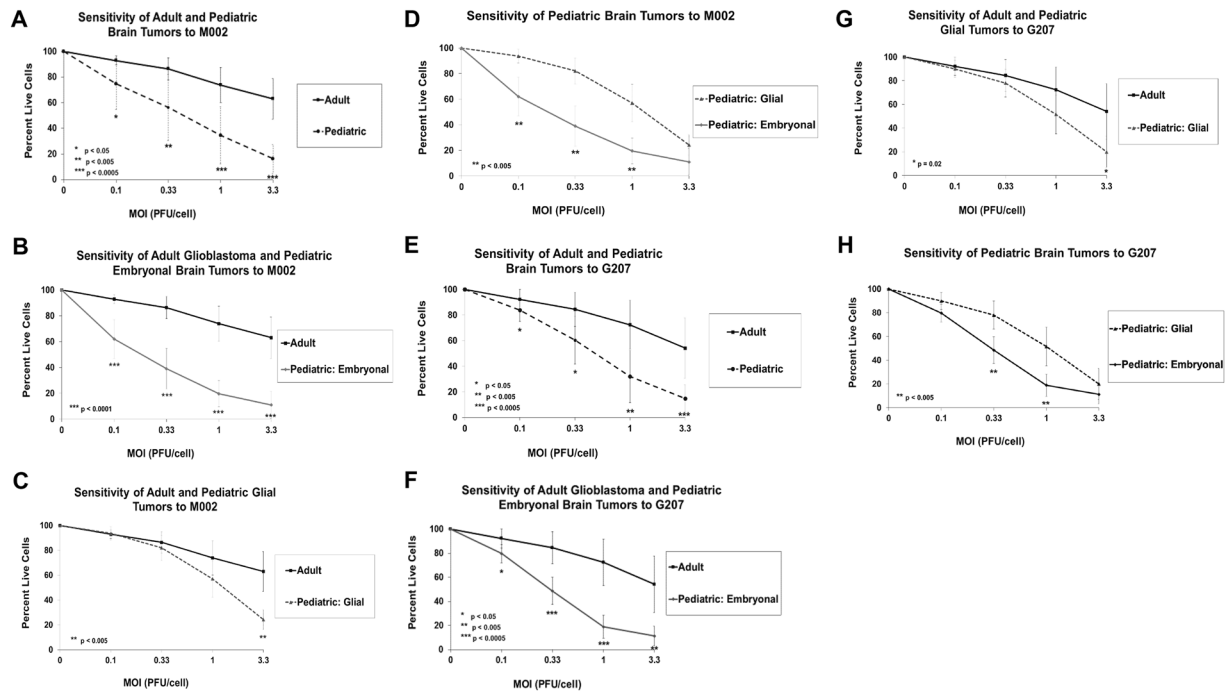 A
Sensitivity of Adult and Pediatric
Brain Tumors to M002
Percent Live Cells
100
80
60
40
20
0
0 0.1 0.33 1 3.3
MOI (PFU/cell)
Adult
Pediatric
* p < 0.05
** p < 0.005
*** p < 0.0005
* ** *** ***
B
Sensitivity of Adult Glioblastoma and Pediatric
Embryonal Brain Tumors to M002
Percent Live Cells
100
80
60
40
20
0
0 0.1 0.33 1 3.3
MOI (PFU/cell)
Adult
Pediatric: Embryonal
*** p < 0.0001
*** *** *** ***
C
Sensitivity of Adult and Pediatric Glial
Tumors to M002
Percent Live Cells
100
80
60
40
20
0
0 0.1 0.33 1 3.3
MOI (PFU/cell)
Adult
Pediatric: Glial
** p < 0.005
**
D
Sensitivity of Pediatric Brain Tumors to M002
Percent Live Cells
100
80
60
40
20
0
0 0.1 0.33 1 3.3
MOI (PFU/cell)
Pediatric: Glial
Pediatric: Embryonal
** p < 0.005
** ** **
E
Sensitivity of Adult and Pediatric
Brain Tumors to G207
Percent Live Cells
100
80
60
40
20
0
0 0.1 0.33 1 3.3
MOI (PFU/cell)
Adult
Pediatric
* p < 0.05
** p < 0.005
*** p < 0.0005
* * ** ***
F
Sensitivity of Adult Glioblastoma and Pediatric
Embryonal Brain Tumors to G207
Percent Live Cells
100
80
60
40
20
0
0 0.1 0.33 1 3.3
MOI (PFU/cell)
Adult
Pediatric: Embryonal
* p < 0.05
** p < 0.005
*** p < 0.0005
* *** *** **
G
Sensitivity of Adult and Pediatric
Glial Tumors to G207
Percent Live Cells
100
80
60
40
20
0
0 0.1 0.33 1 3.3
MOI (PFU/cell)
Adult
Pediatric: Glial
* p = 0.02
*
H
Sensitivity of Pediatric Brain Tumors to G207
Percent Live Cells
100
80
60
40
20
0
0 0.1 0.33 1 3.3
MOI (PFU/cell)
Pediatric: Glial
Pediatric: Embryonal
** p < 0.005
** **